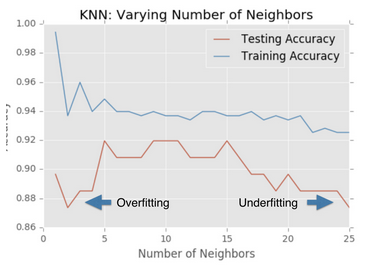 KNN: Varying Number of Neighbors
1.00
0.98
0.96
0.94
0.92
0.90
0.88
0.86
Testing Accuracy
Training Accuracy
Overfitting
Underfitting
0 5 10 15 20 25
Number of Neighbors